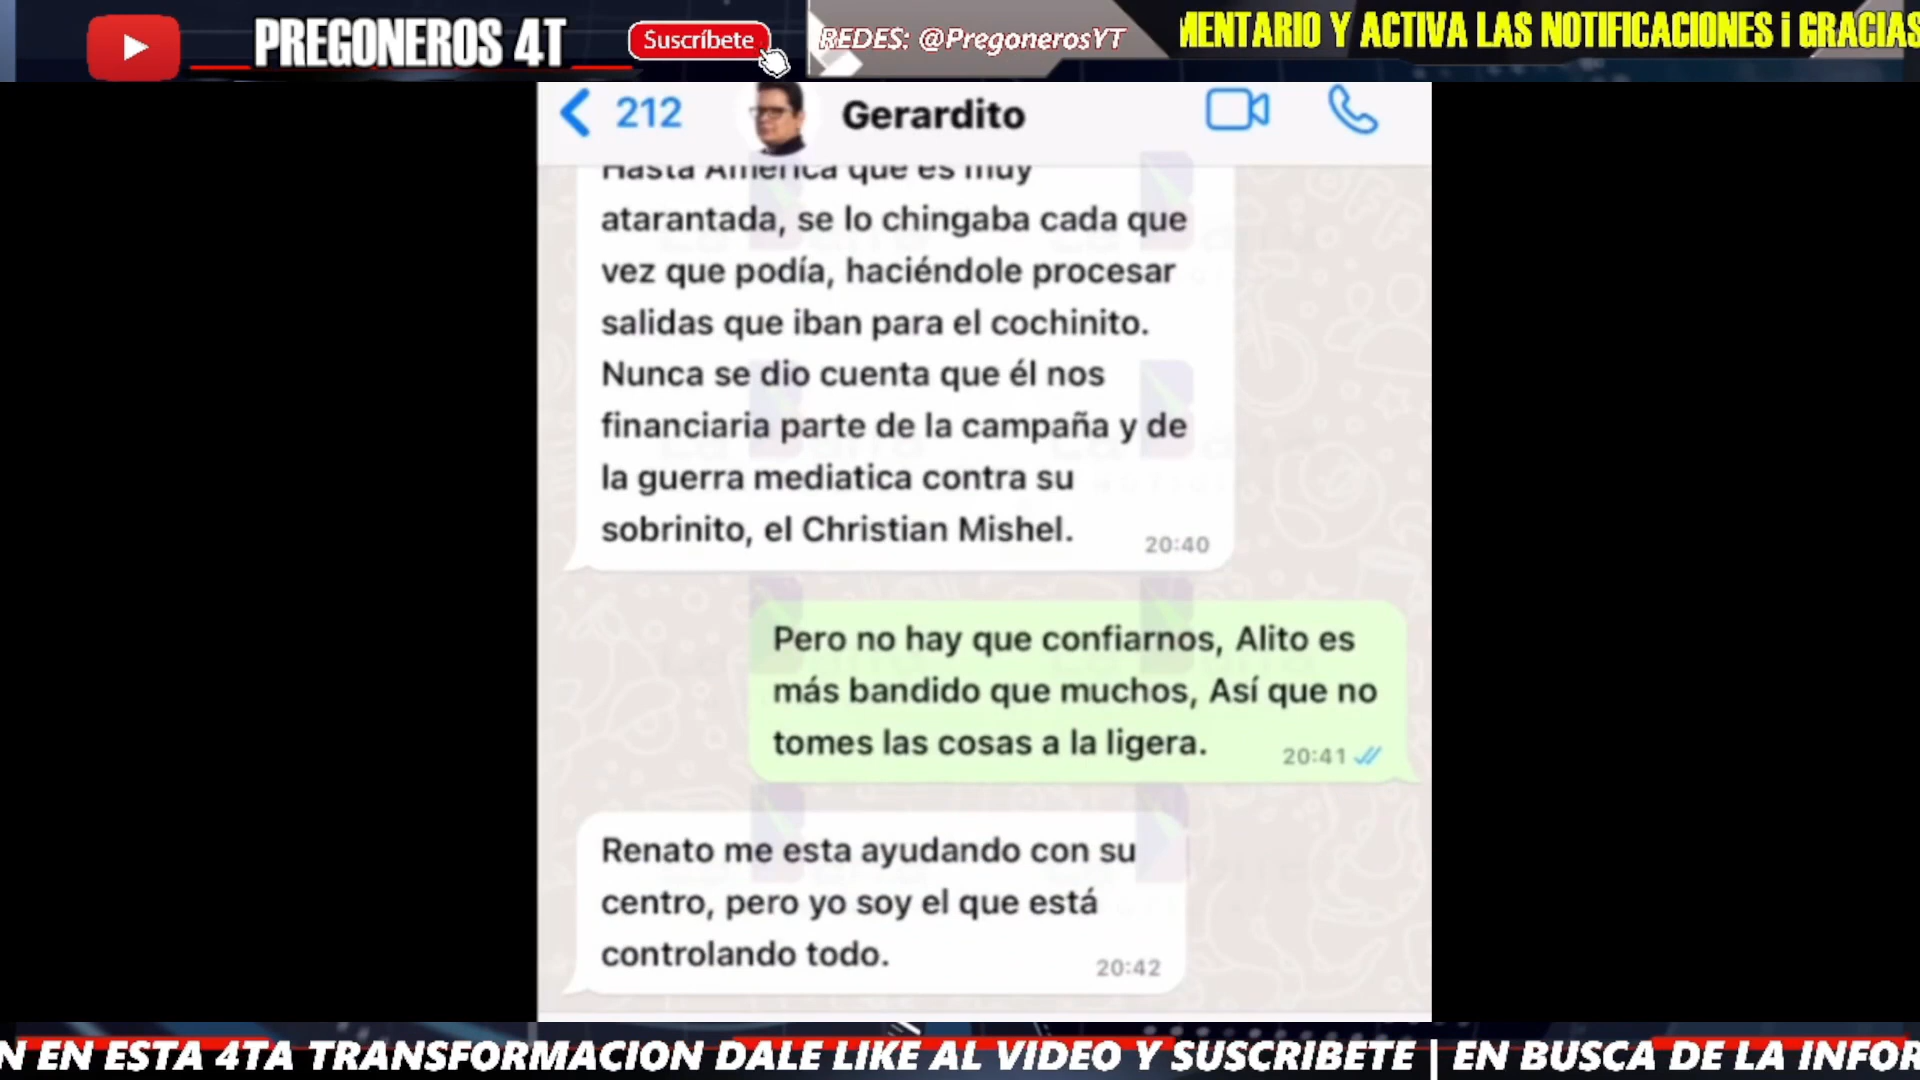 PREGONEROS 4T
Suscríbete
REDES: @PregonerosYT
MENTARIO Y ACTIVA LAS NOTIFICACIONES ¡ GRACIAS
212
Gerardito
Hasta America que es muy
atarantada, se lo chingaba cada que
vez que podía, haciéndole procesar
salidas que iban para el cochinito.
Nunca se dio cuenta que él nos
financiaria parte de la campaña y de
la guerra mediatica contra su
sobrinito, el Christian Mishel.
20:40
Pero no hay que confiarnos, Alito es
más bandido que muchos, Así que no
tomes las cosas a la ligera.
20:41
Renato me esta ayudando con su
centro, pero yo soy el que está
controlando todo.
20:42
N EN ESTA 4TA TRANSFORMACION DALE LIKE AL VIDEO Y SUSCRIBETE | EN BUSCA DE LA INFOR